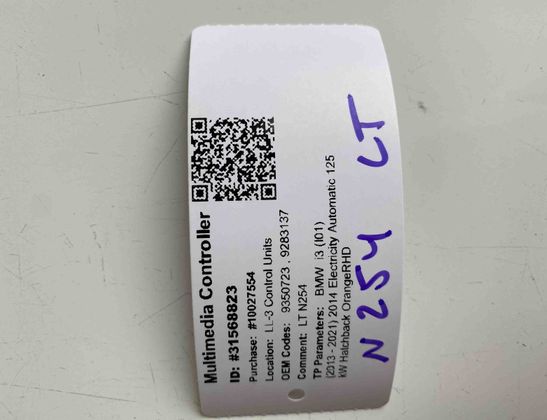 Multimedia Controller
ID: #31568823
Purchase: #10027554
Location: LL-3 Control Units
OEM Codes: 9350723 , 9283137
Comment: LT N254
TP Parameters: BMW i3 (I01)
(2013 - 2021) 2014 Electricity Automatic 125
kW Hatchback OrangeRHD
N254 LT